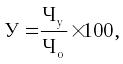 У = Чу / Чо × 100,